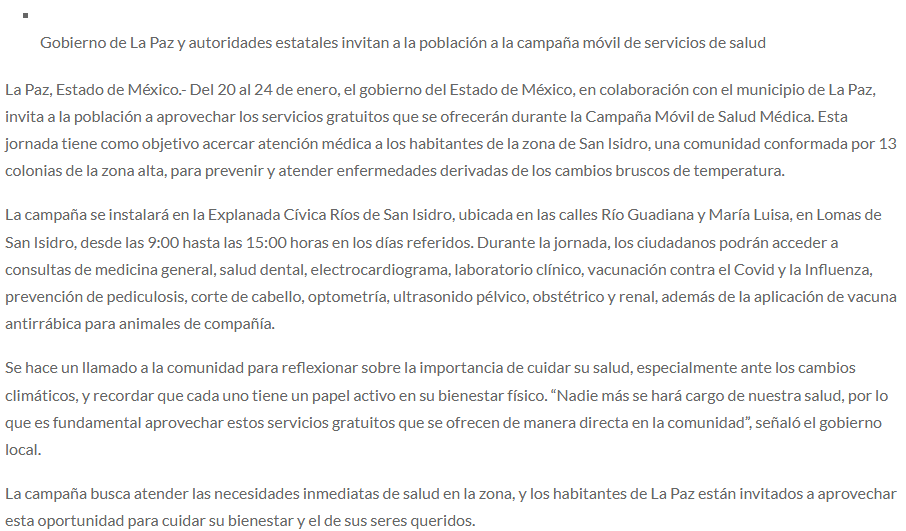 Gobierno de La Paz y autoridades estatales invitan a la población a la campaña móvil de servicios de salud
La Paz, Estado de México.- Del 20 al 24 de enero, el gobierno del Estado de México, en colaboración con el municipio de La Paz,
invita a la población a aprovechar los servicios gratuitos que se ofrecerán durante la Campaña Móvil de Salud Médica. Esta
jornada tiene como objetivo acercar atención médica a los habitantes de la zona de San Isidro, una comunidad conformada por 13
colonias de la zona alta, para prevenir y atender enfermedades derivadas de los cambios bruscos de temperatura.
La campaña se instalará en la Explanada Cívica Ríos de San Isidro, ubicada en las calles Río Guadiana y María Luisa, en Lomas de
San Isidro, desde las 9:00 hasta las 15:00 horas en los días referidos. Durante la jornada, los ciudadanos podrán acceder a
consultas de medicina general, salud dental, electrocardiograma, laboratorio clínico, vacunación contra el Covid y la Influenza,
prevención de pediculosis, corte de cabello, optometría, ultrasonido pélvico, obstétrico y renal, además de la aplicación de vacuna
antirrábica para animales de compañía.
Se hace un llamado a la comunidad para reflexionar sobre la importancia de cuidar su salud, especialmente ante los cambios
climáticos, y recordar que cada uno tiene un papel activo en su bienestar físico. “Nadie más se hará cargo de nuestra salud, por lo
que es fundamental aprovechar estos servicios gratuitos que se ofrecen de manera directa en la comunidad”, señaló el gobierno
local.
La campaña busca atender las necesidades inmediatas de salud en la zona, y los habitantes de La Paz están invitados a aprovechar
esta oportunidad para cuidar su bienestar y el de sus seres queridos.